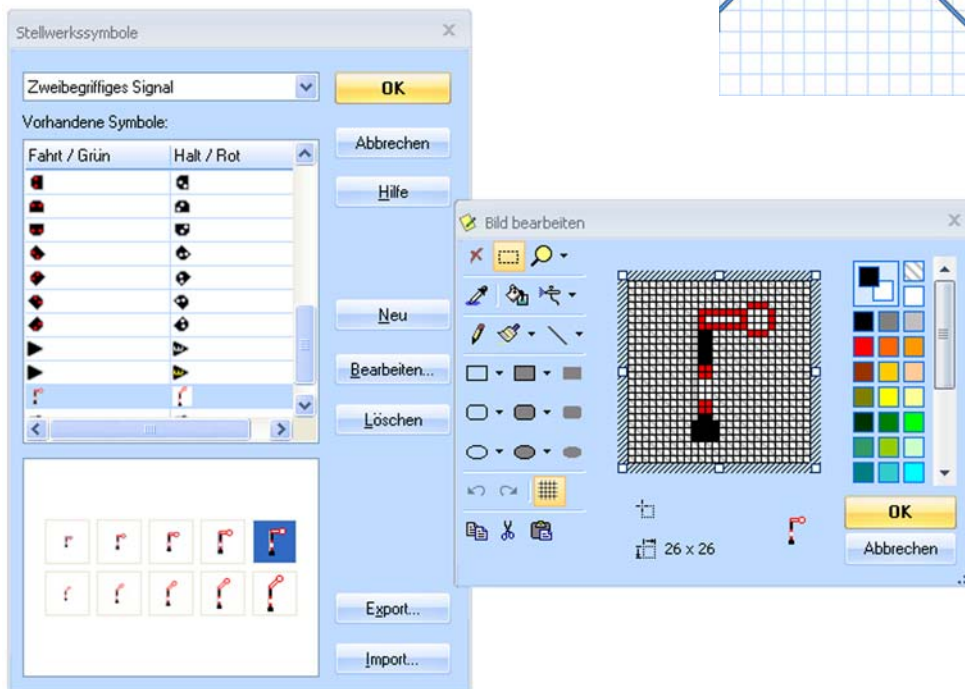 Stellwerkssymbole
Zweibegriffiges Signal
OK
Vorhandene Symbole:
Fahrt / Grün Halt / Rot
Abbrechen
Hilfe
Neu
Bearbeiten...
Löschen
Export...
Import...
Bild bearbeiten
26 x 26
OK
Abbrechen